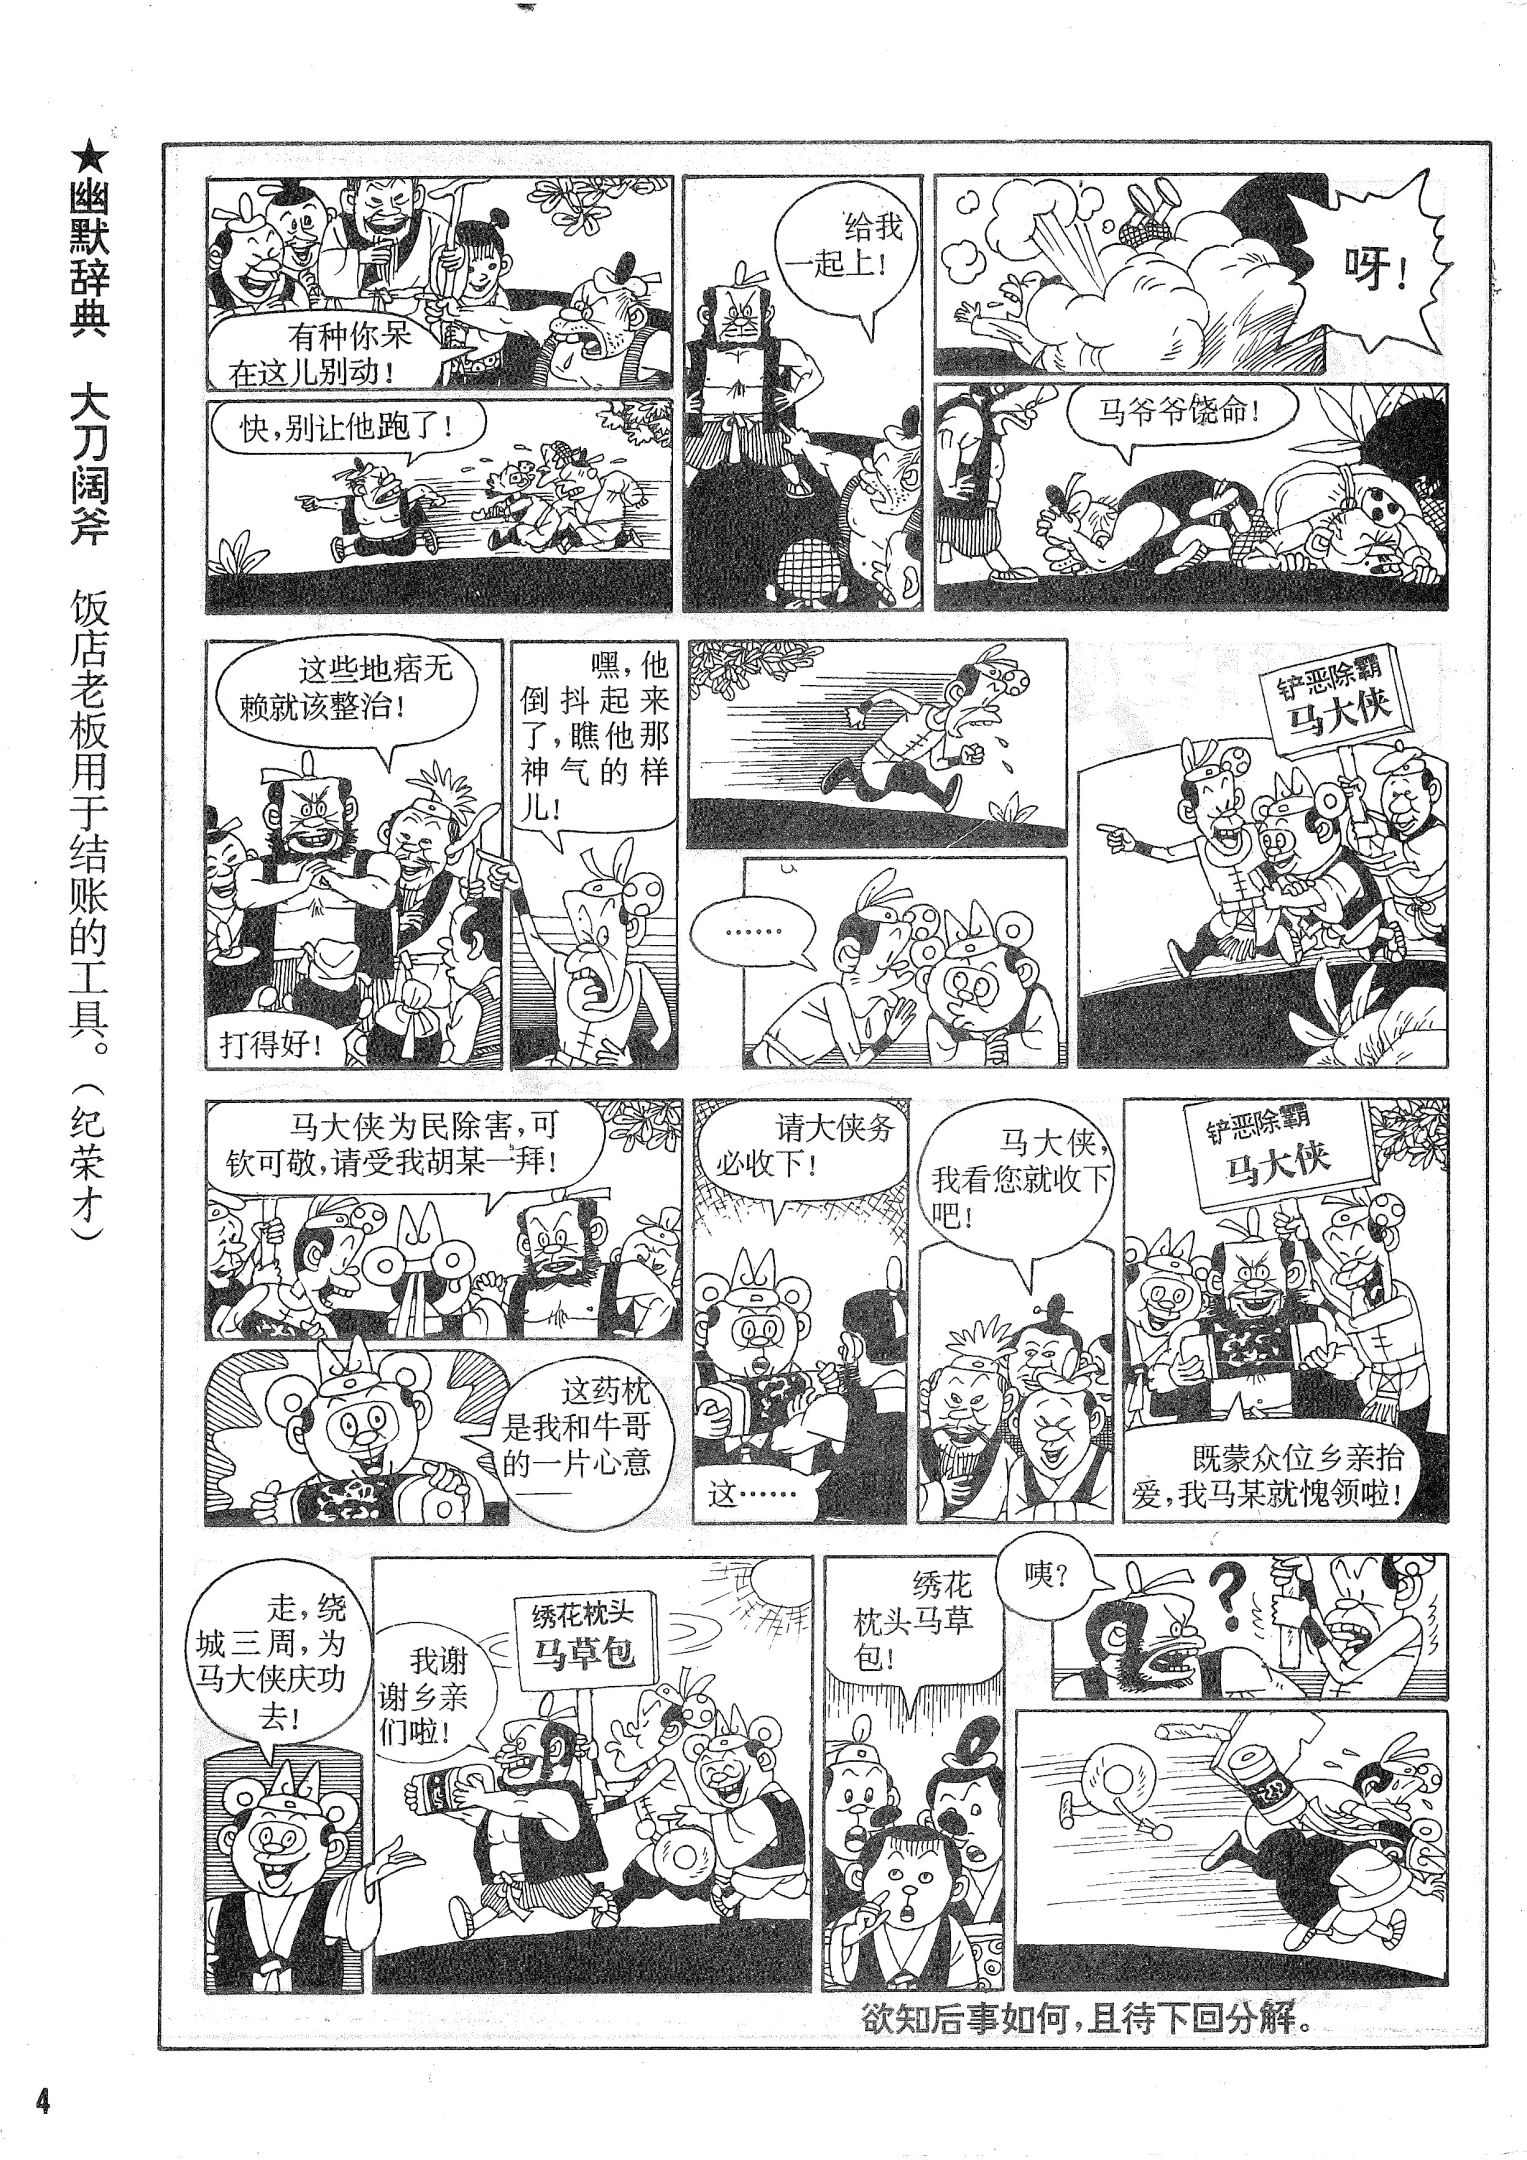 ★幽默辞典 大刀阔斧 饭店老板用于结账的工具。（纪荣才）
有种你呆
在这儿别动！
快，别让他跑了！
给我
一起上！
呀！
马爷爷饶命！
这些地痞无
赖就该整治！
打得好！
嘿，他
倒抖起来
了，瞧他那
神气的样
儿！
……
铲恶除霸
马大侠
马大侠为民除害，可
钦可敬，请受我胡某一拜！
这药枕
是我和牛哥
的一片心意
——
请大侠务
必收下！
这……
马大侠，
我看您就收下
吧！
铲恶除霸
马大侠
既蒙众位乡亲抬
爱，我马某就愧领啦！
走，绕
城三周，为
马大侠庆功
去！
我谢
谢乡亲
们啦！
绣花枕头
马草包
绣花
枕头马草
包！
咦？
？
欲知后事如何，且待下回分解。
4